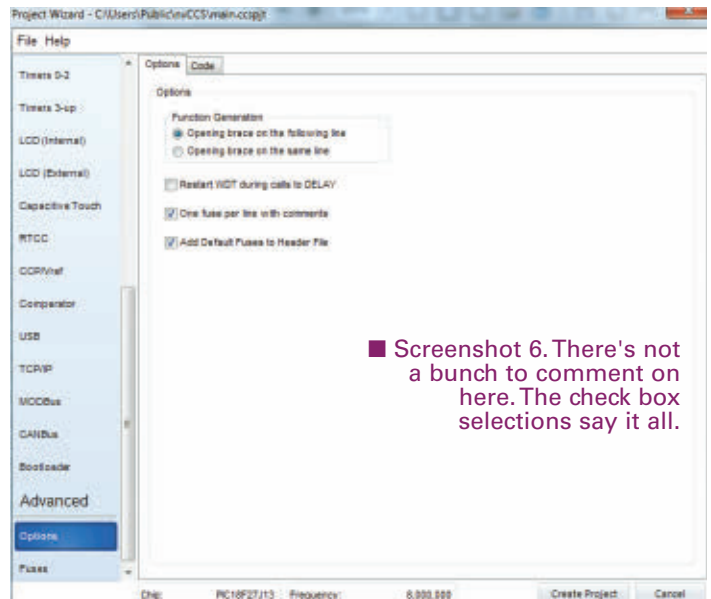 Project Wizard - C:\Users\Public\nvCCS\main.ccspjt
File Help
Timers 0-2
Timers 3-up
LCD (Internal)
LCD (External)
Capacitive Touch
RTCC
CCP/Vref
Comparator
USB
TCP/IP
MODBus
CANBus
Bootloader
Advanced
Options
Fuses
Options Code
Options
Function Generation
Opening brace on the following line
Opening brace on the same line
Restart WDT during calls to DELAY
One fuse per line with comments
Add Default Fuses to Header File
■ Screenshot 6. There's not
a bunch to comment on
here. The check box
selections say it all.
Chip: PIC18F27J13 Frequency: 8,000,000 Create Project Cancel